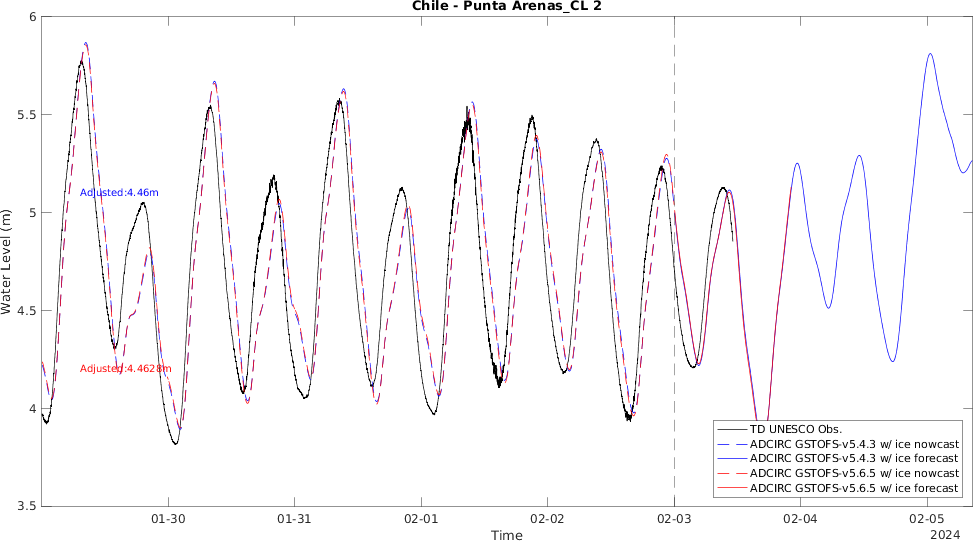 Chile - Punta Arenas_CL 2
6
5.5
5
4.5
4
3.5
Water Level (m)
Adjusted:4.46m
Adjusted:4.4628m
TD UNESCO Obs.
ADCIRC GSTOFS-v5.4.3 w/ ice nowcast
ADCIRC GSTOFS-v5.4.3 w/ ice forecast
ADCIRC GSTOFS-v5.6.5 w/ ice nowcast
ADCIRC GSTOFS-v5.6.5 w/ ice forecast
01-30 01-31 02-01 02-02 02-03 02-04 02-05
Time
2024